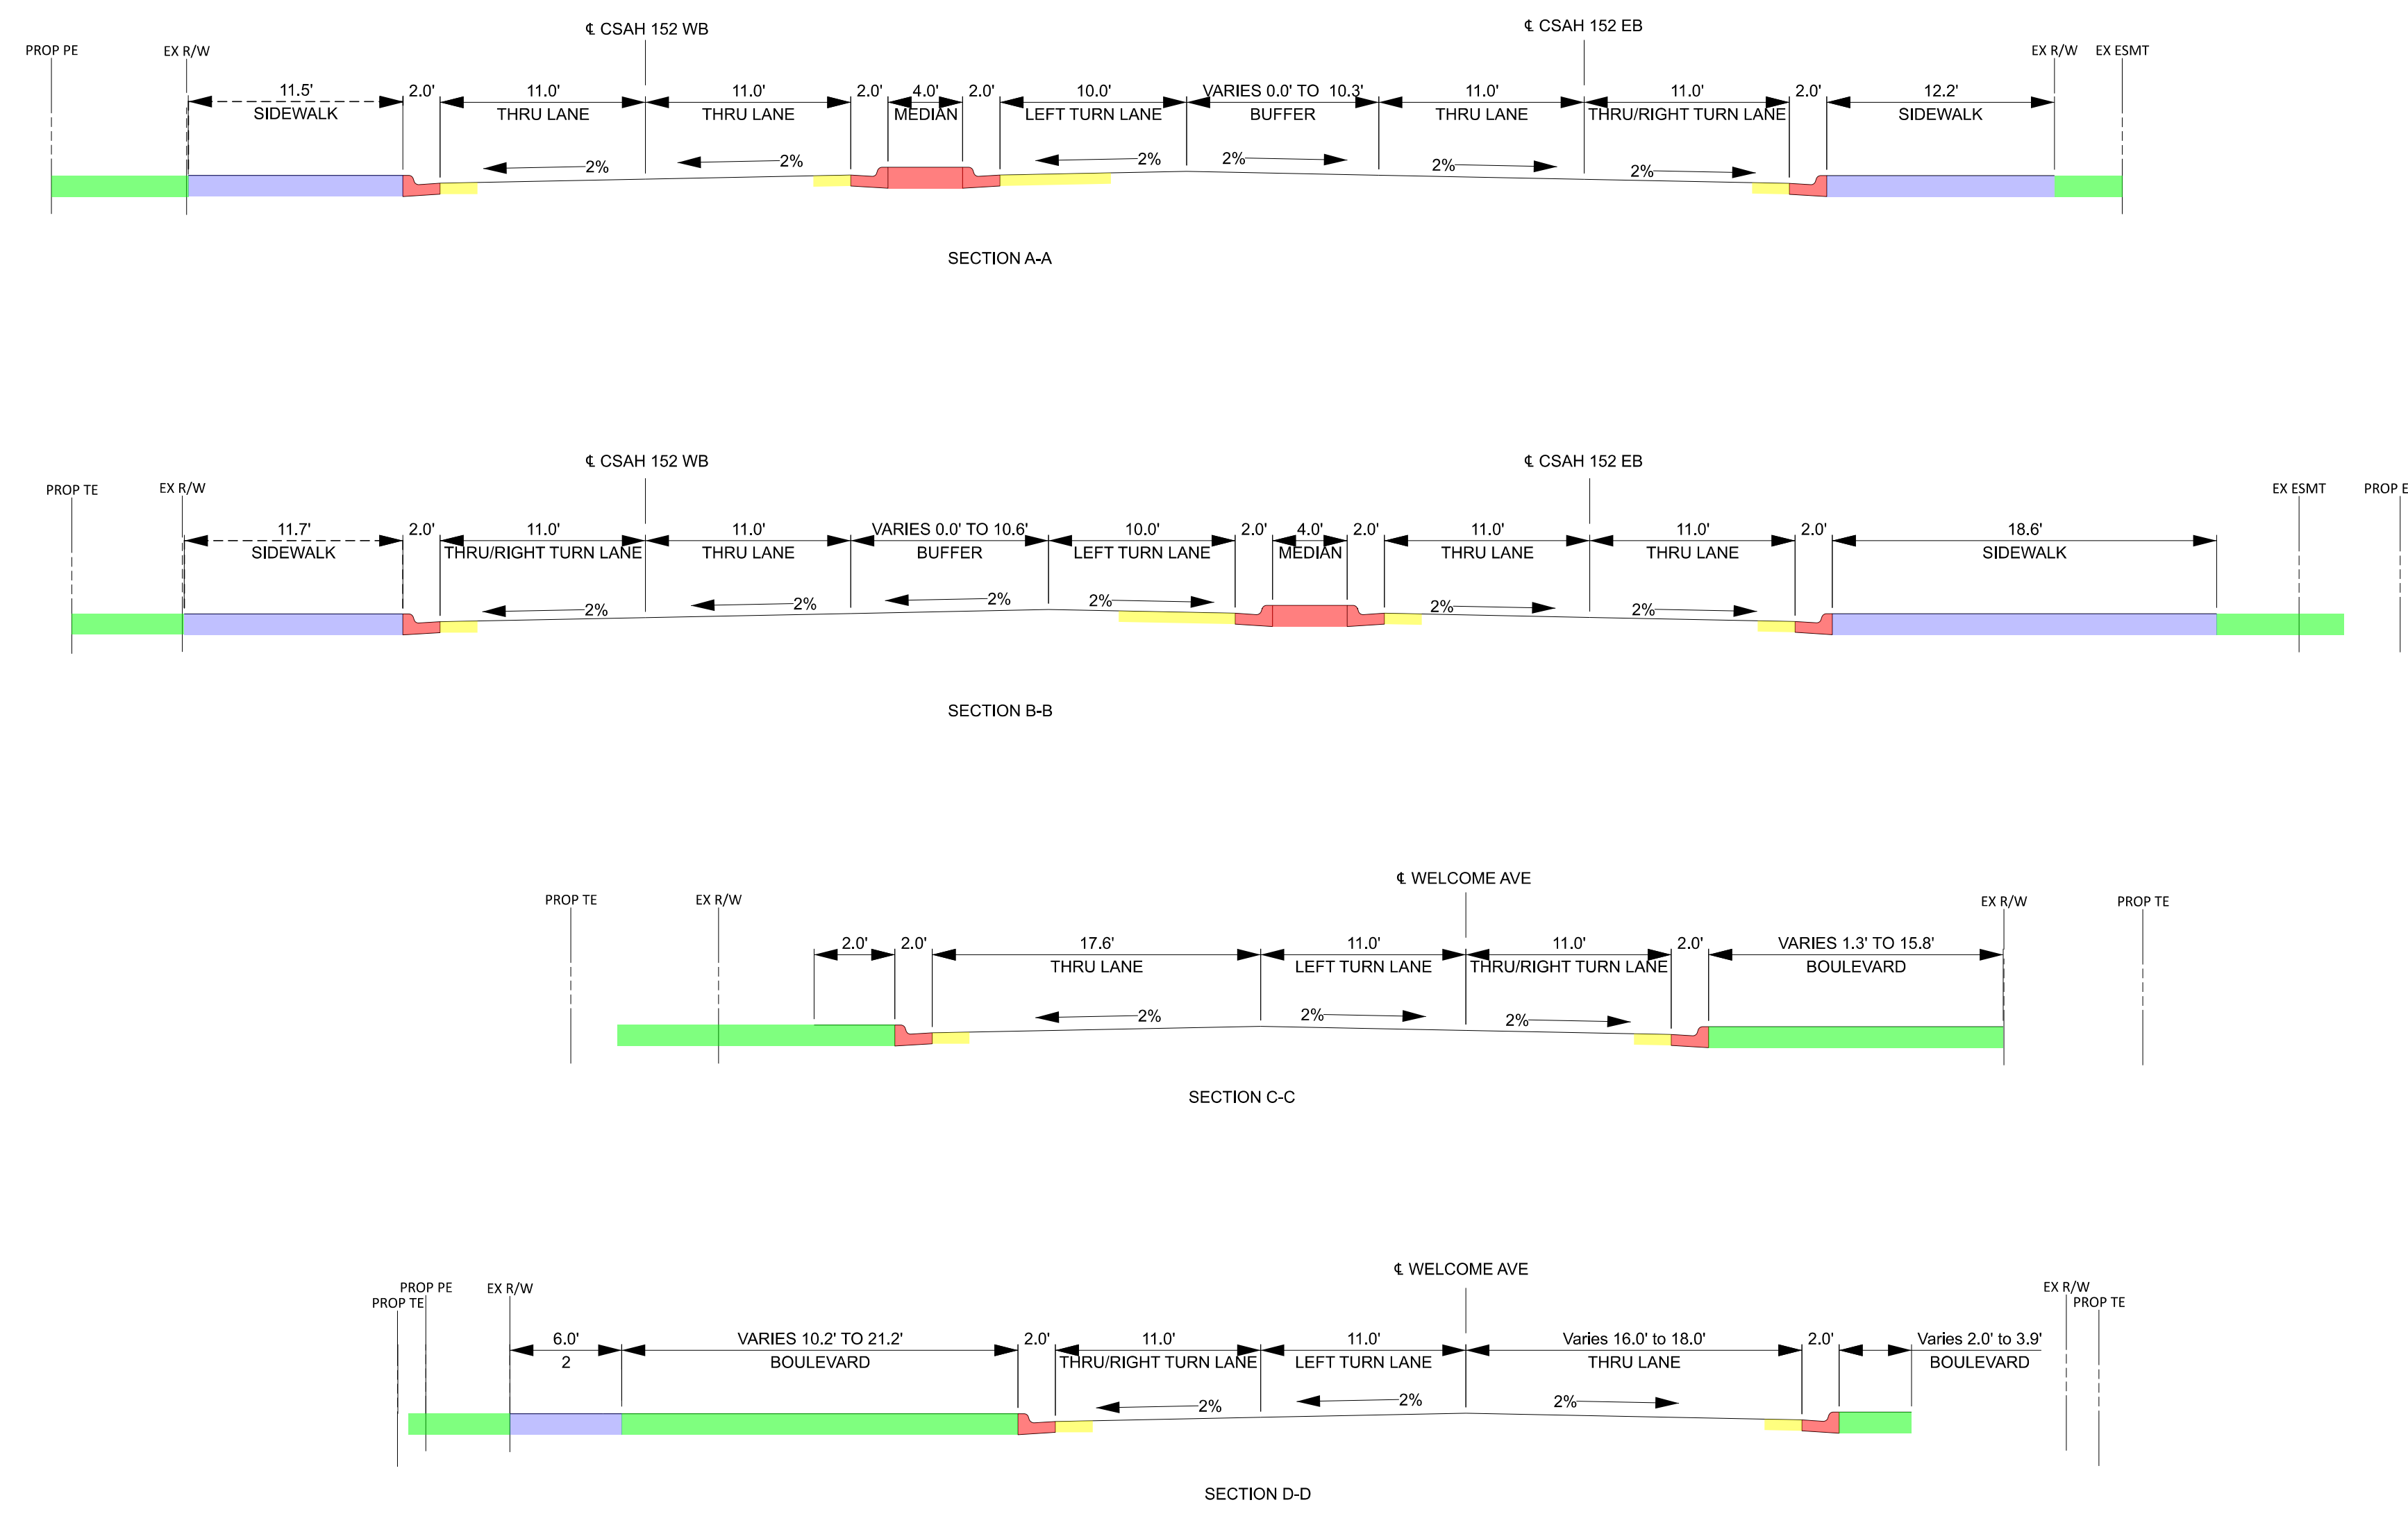 ℄ CSAH 152 WB
℄ CSAH 152 EB
PROP PE
EX R/W
EX R/W
EX ESMT
11.5'
2.0'
11.0'
11.0'
2.0'
4.0'
2.0'
10.0'
VARIES 0.0' TO 10.3'
11.0'
11.0'
2.0'
12.2'
SIDEWALK
THRU LANE
THRU LANE
MEDIAN
LEFT TURN LANE
BUFFER
THRU LANE
THRU/RIGHT TURN LANE
SIDEWALK
2%
2%
2%
2%
2%
2%
SECTION A-A
℄ CSAH 152 WB
℄ CSAH 152 EB
PROP TE
EX R/W
EX ESMT
PROP E
11.7'
2.0'
11.0'
11.0'
VARIES 0.0' TO 10.6'
10.0'
2.0'
4.0'
2.0'
11.0'
11.0'
2.0'
18.6'
SIDEWALK
THRU/RIGHT TURN LANE
THRU LANE
BUFFER
LEFT TURN LANE
MEDIAN
THRU LANE
THRU LANE
SIDEWALK
2%
2%
2%
2%
2%
2%
SECTION B-B
℄ WELCOME AVE
PROP TE
EX R/W
EX R/W
PROP TE
2.0'
2.0'
17.6'
11.0'
11.0'
2.0'
VARIES 1.3' TO 15.8'
THRU LANE
LEFT TURN LANE
THRU/RIGHT TURN LANE
BOULEVARD
2%
2%
2%
SECTION C-C
℄ WELCOME AVE
PROP TE
PROP PE
EX R/W
EX R/W
PROP TE
6.0'
VARIES 10.2' TO 21.2'
2.0'
11.0'
11.0'
Varies 16.0' to 18.0'
2.0'
Varies 2.0' to 3.9'
2
BOULEVARD
THRU/RIGHT TURN LANE
LEFT TURN LANE
THRU LANE
BOULEVARD
2%
2%
2%
SECTION D-D